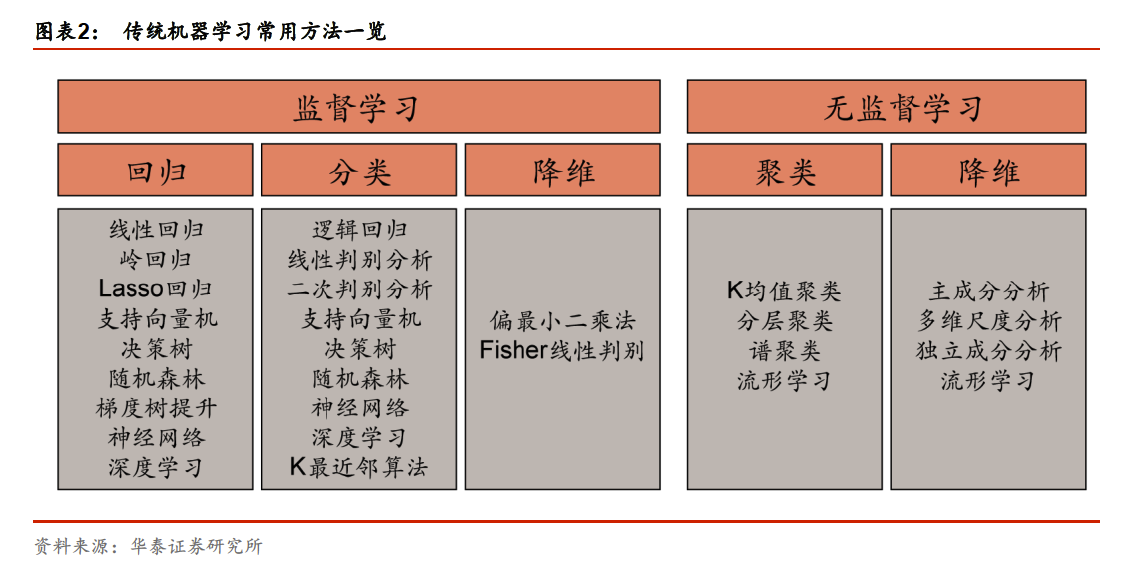 图表2： 传统机器学习常用方法一览
监督学习
无监督学习
回归
分类
降维
聚类
降维
线性回归
岭回归
Lasso回归
支持向量机
决策树
随机森林
梯度树提升
神经网络
深度学习
逻辑回归
线性判别分析
二次判别分析
支持向量机
决策树
随机森林
神经网络
深度学习
K最近邻算法
偏最小二乘法
Fisher线性判别
K均值聚类
分层聚类
谱聚类
流形学习
主成分分析
多维尺度分析
独立成分分析
流形学习
资料来源：华泰证券研究所